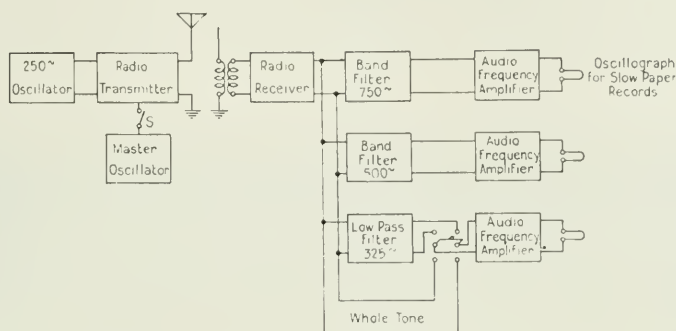 250~
Oscillator
Radio
Transmitter
S
Master
Oscillator
Radio
Receiver
Band
Filter
750~
Audio
Frequency
Amplifier
Oscillograph
for Slow Paper
Records
Band
Filter
500~
Audio
Frequency
Amplifier
Low Pass
Filter
325~
Audio
Frequency
Amplifier
Whole Tone